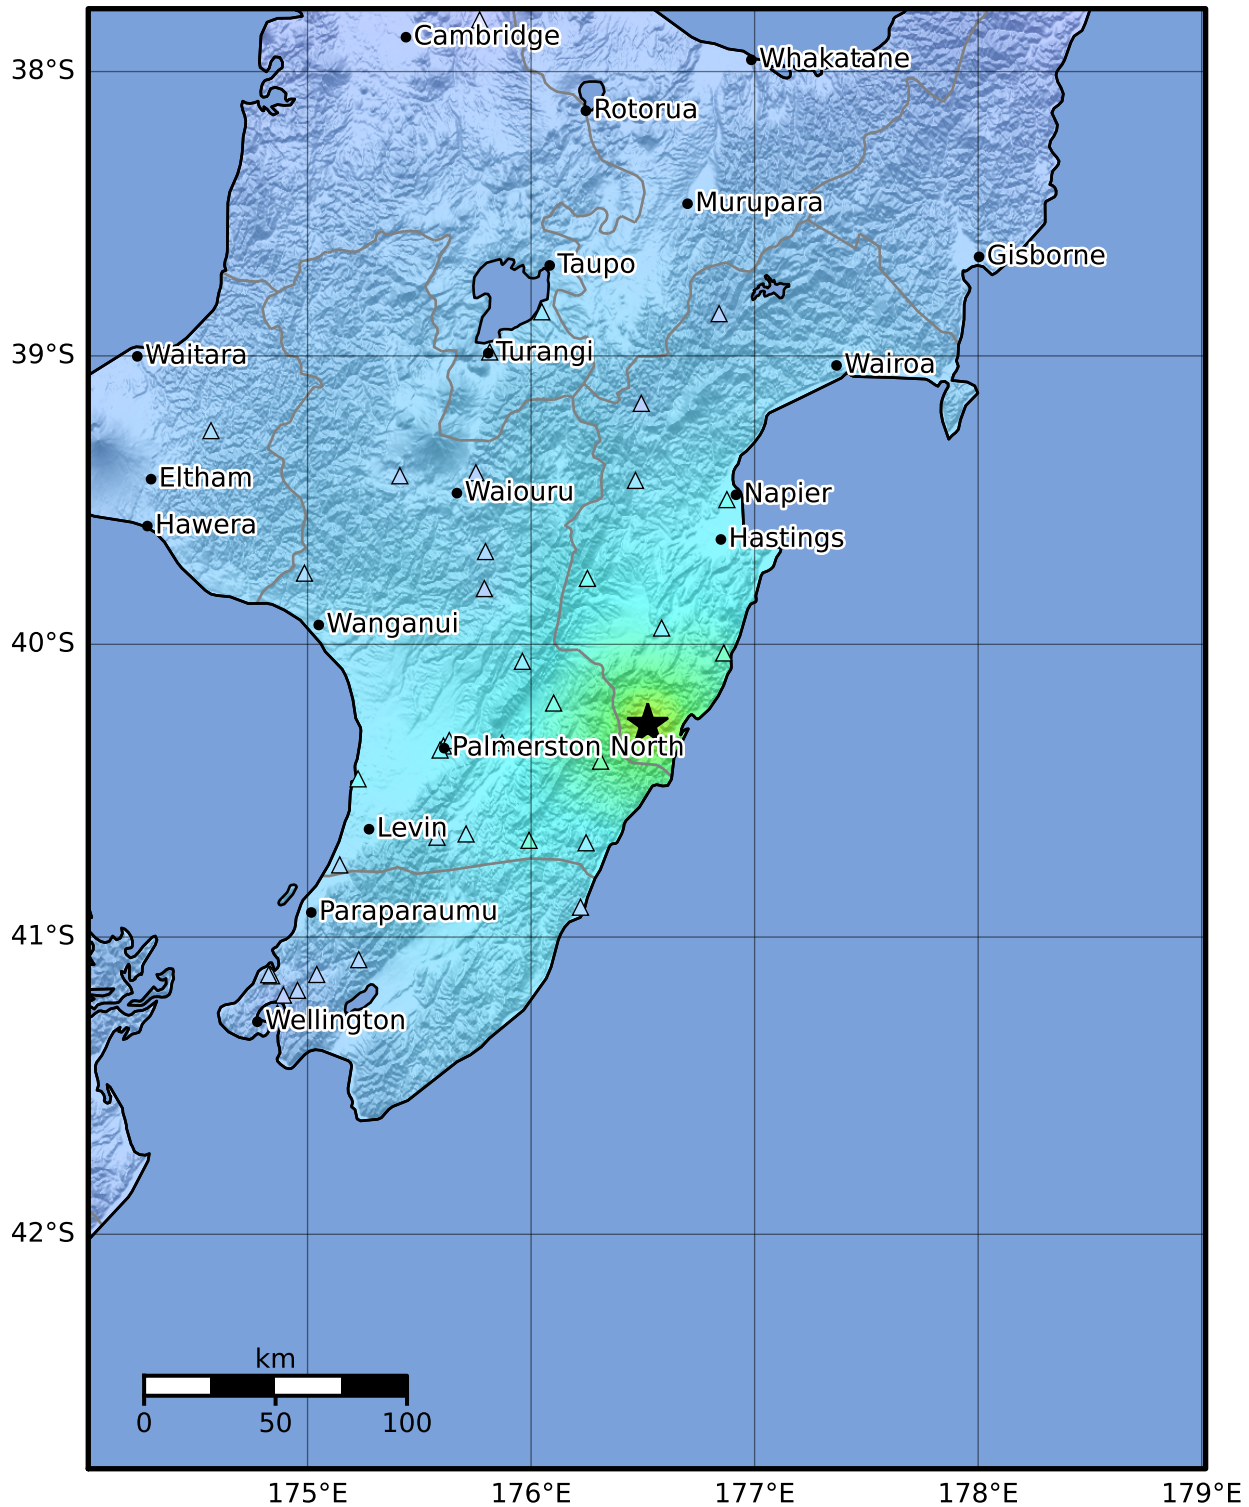 Cambridge
Whakatane
38°S
Rotorua
Murupara
Gisborne
Taupo
Turangi
39°S
Waitara
Wairoa
Eltham
Waiouru
Napier
Hawera
Hastings
Wanganui
40°S
Palmerston North
Levin
Paraparaumu
41°S
Wellington
42°S
km
0 50 100
175°E 176°E 177°E 178°E 179°E